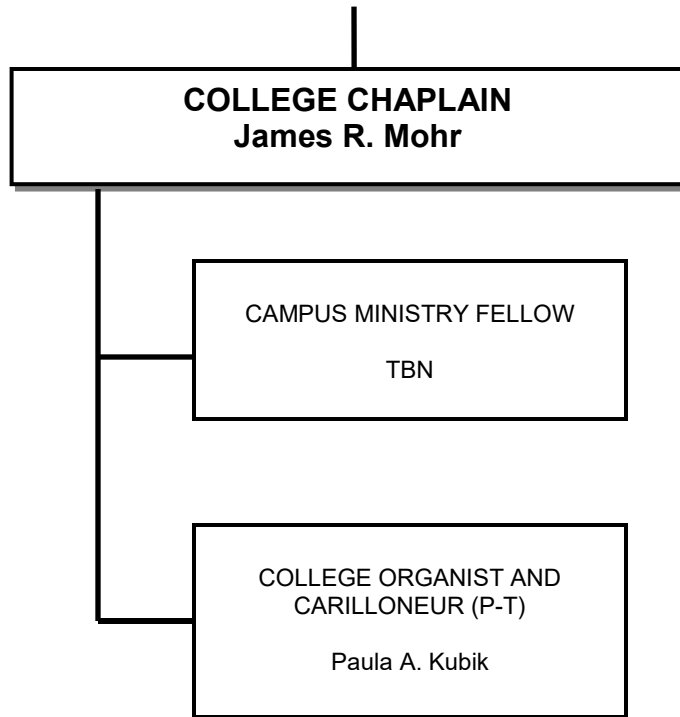 COLLEGE CHAPLAIN
James R. Mohr
CAMPUS MINISTRY FELLOW
TBN
COLLEGE ORGANIST AND
CARILLONEUR (P-T)
Paula A. Kubik